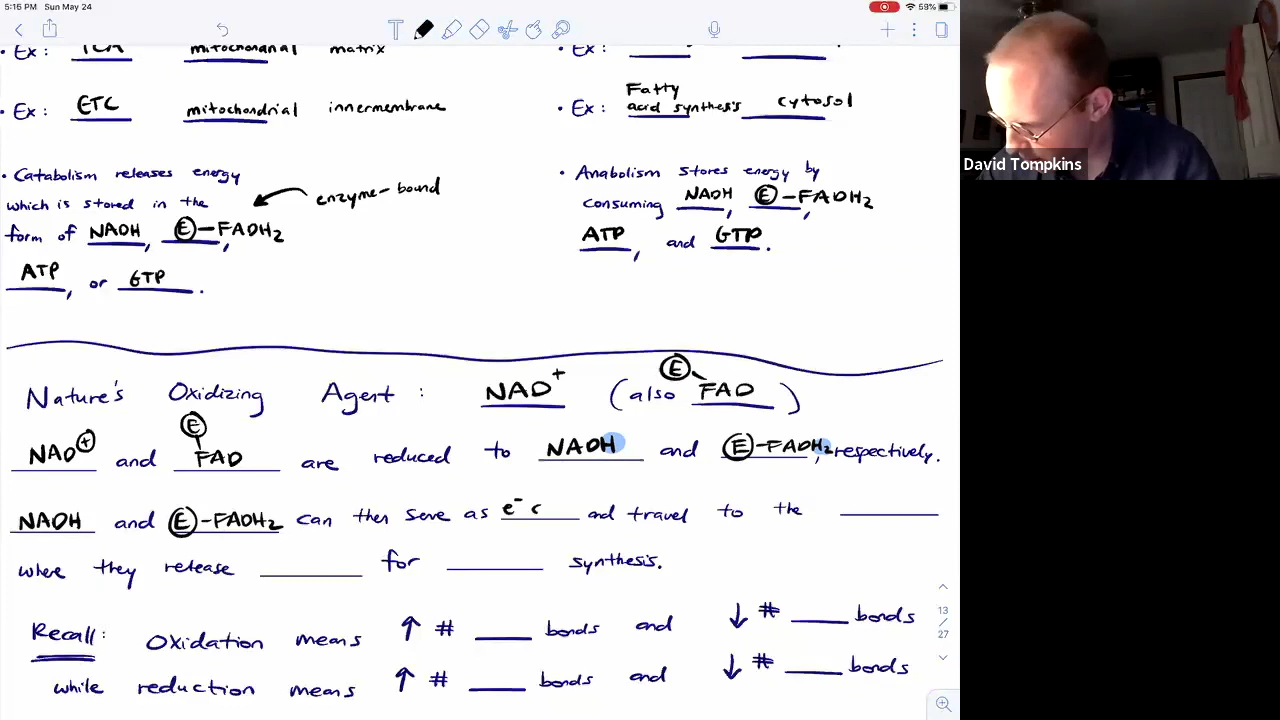 5:16 PM Sun May 24
59%
T
• Ex: TCA mitochondrial matrix
• Ex:
• Ex: ETC mitochondrial innermembrane
• Ex: Fatty acid synthesis cytosol
• Catabolism releases energy
which is stored in the
form of NADH, E-FADH2,
ATP, or GTP.
enzyme-bound
• Anabolism stores energy by
consuming NADH, E-FADH2,
ATP, and GTP.
Nature's Oxidizing Agent: NAD+ (also E-FAD)
NAD+ and E-FAD are reduced to NADH and E-FADH2, respectively.
NADH and E-FADH2 can then serve as e- c and travel to the
where they release for synthesis.
Recall: Oxidation means ↑ # bonds and ↓ # bonds
while reduction means ↑ # bonds and ↓ # bonds
13
/
27
David Tompkins